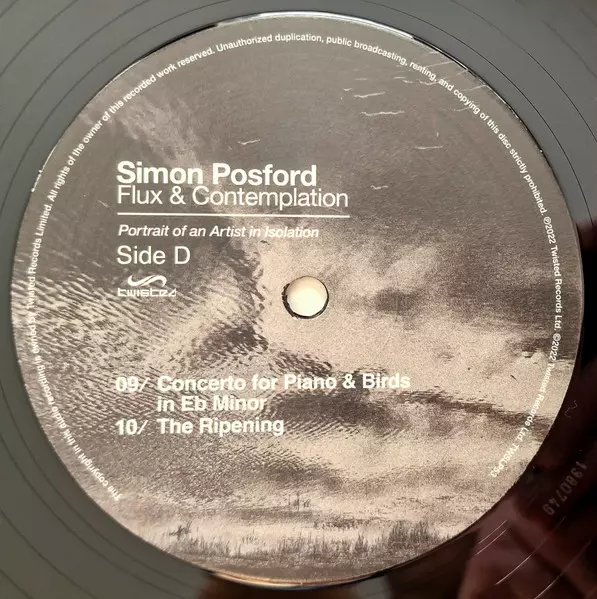 Simon Posford
Flux & Contemplation
Portrait of an Artist in Isolation
Side D
twisted
09/ Concerto for Piano & Birds
in Eb Minor
10/ The Ripening
The copyright in this audio recording is owned by Twisted Records Limited. All rights of the owner of this recorded work reserved. Unauthorized duplication, public broadcasting, renting, and copying of this disc strictly prohibited. ℗2022 Twisted Records Ltd. ©2022 Twisted Records Ltd.
1980749